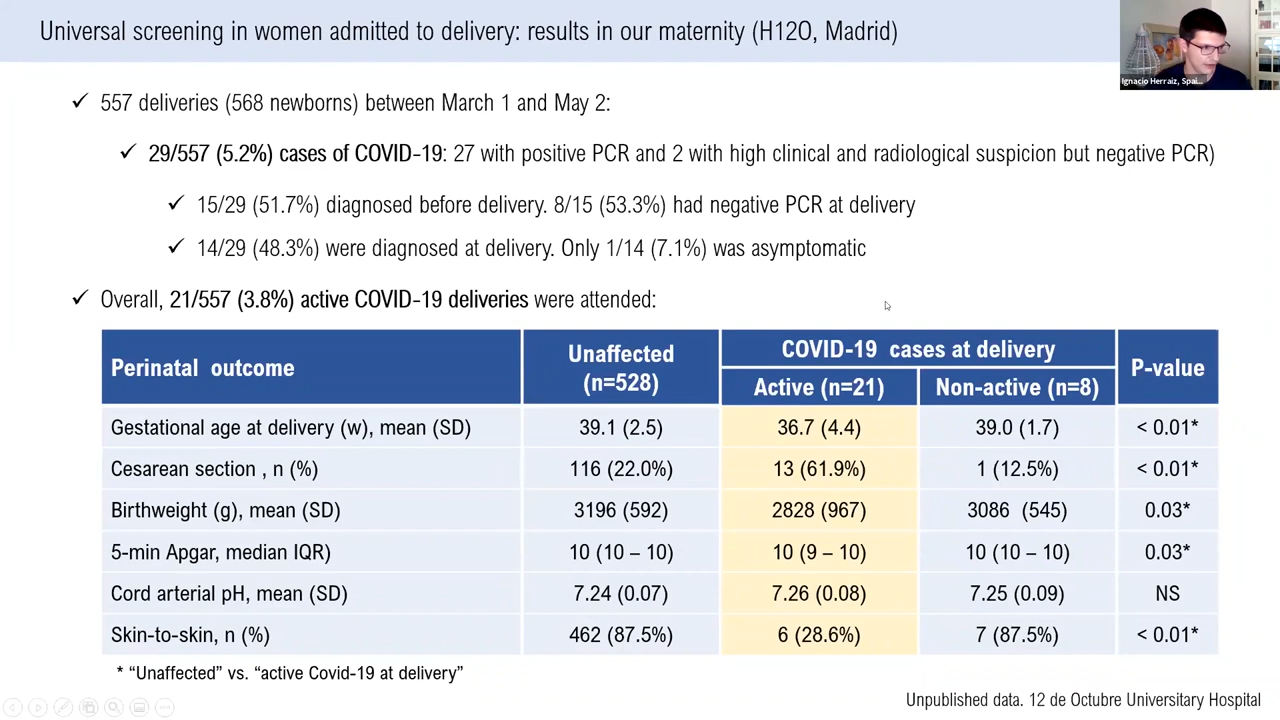 Universal screening in women admitted to delivery: results in our maternity (H12O, Madrid)
Ignacio Herraiz, Spai...
✓ 557 deliveries (568 newborns) between March 1 and May 2:
✓ 29/557 (5.2%) cases of COVID-19: 27 with positive PCR and 2 with high clinical and radiological suspicion but negative PCR)
✓ 15/29 (51.7%) diagnosed before delivery. 8/15 (53.3%) had negative PCR at delivery
✓ 14/29 (48.3%) were diagnosed at delivery. Only 1/14 (7.1%) was asymptomatic
✓ Overall, 21/557 (3.8%) active COVID-19 deliveries were attended:
Perinatal outcome
Unaffected
(n=528)
COVID-19 cases at delivery
Active (n=21) Non-active (n=8)
P-value
Gestational age at delivery (w), mean (SD) 39.1 (2.5) 36.7 (4.4) 39.0 (1.7) < 0.01*
Cesarean section , n (%) 116 (22.0%) 13 (61.9%) 1 (12.5%) < 0.01*
Birthweight (g), mean (SD) 3196 (592) 2828 (967) 3086 (545) 0.03*
5-min Apgar, median IQR) 10 (10 – 10) 10 (9 – 10) 10 (10 – 10) 0.03*
Cord arterial pH, mean (SD) 7.24 (0.07) 7.26 (0.08) 7.25 (0.09) NS
Skin-to-skin, n (%) 462 (87.5%) 6 (28.6%) 7 (87.5%) < 0.01*
* “Unaffected” vs. “active Covid-19 at delivery”
Unpublished data. 12 de Octubre Universitary Hospital